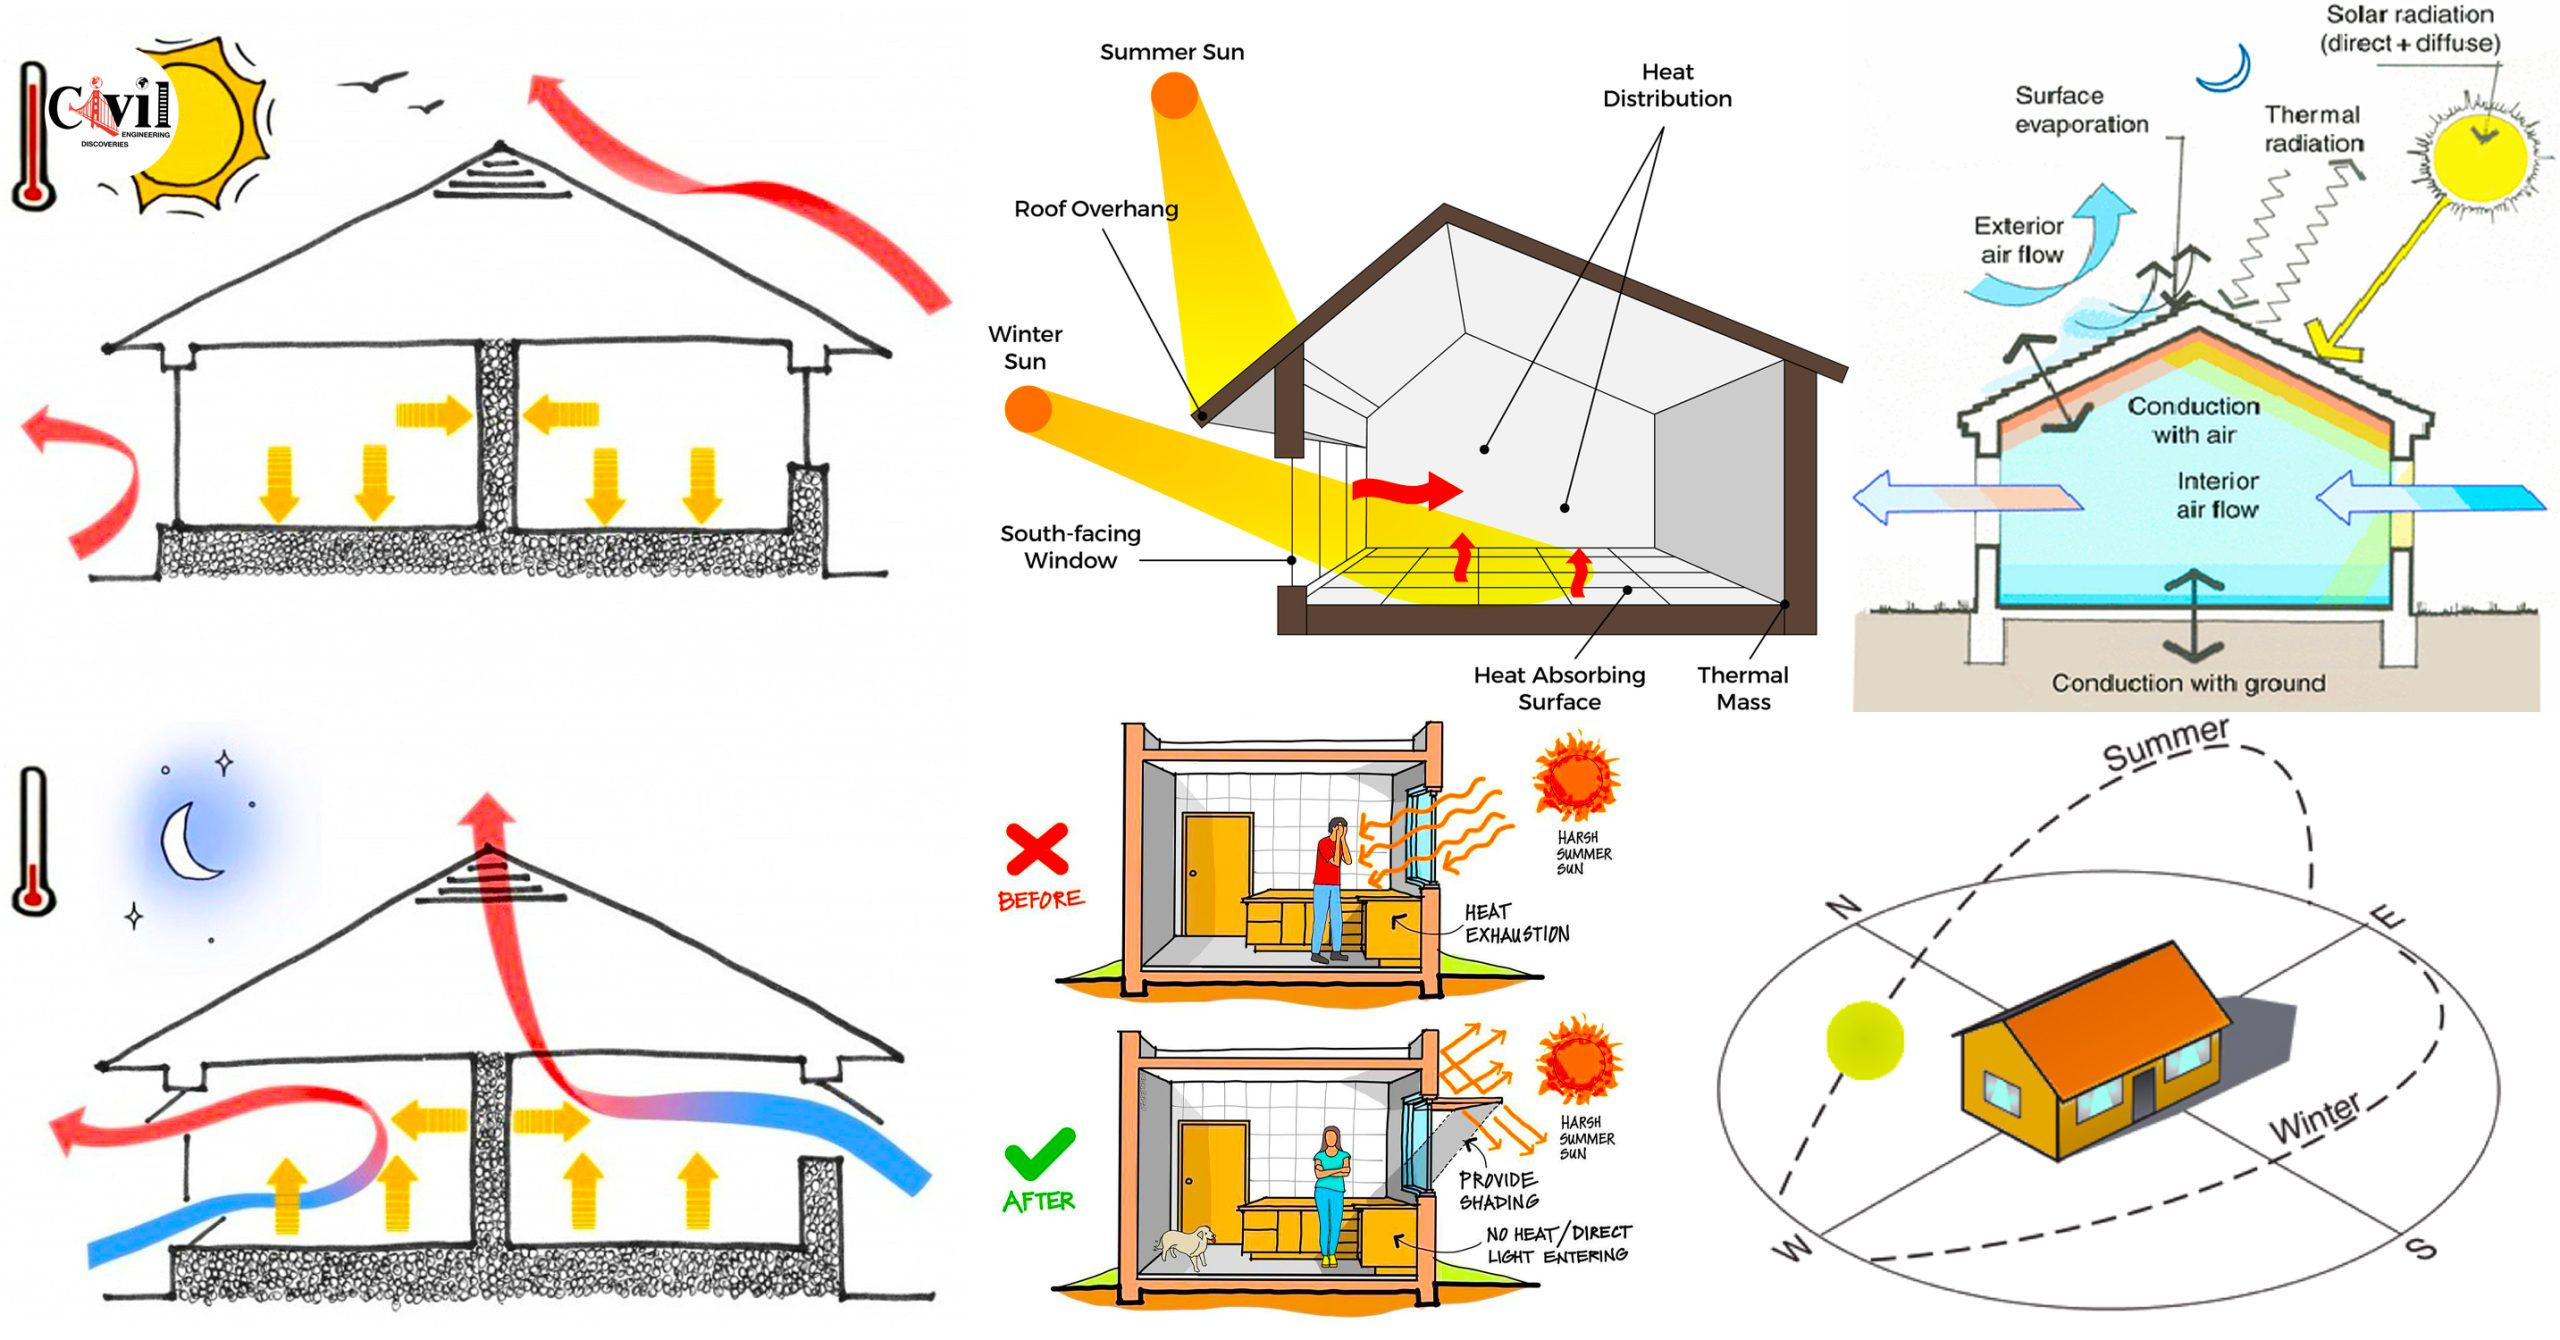 Civil
ENGINEERING
DISCOVERIES
Summer Sun
Heat
Distribution
Roof Overhang
Winter
Sun
South-facing
Window
Heat Absorbing
Surface
Thermal
Mass
Solar radiation
(direct + diffuse)
Surface
evaporation
Thermal
radiation
Exterior
air flow
Conduction
with air
Interior
air flow
Conduction with ground
BEFORE
HARSH
SUMMER
SUN
HEAT
EXHAUSTION
AFTER
HARSH
SUMMER
SUN
PROVIDE
SHADING
NO HEAT/DIRECT
LIGHT ENTERING
Summer
N
E
Winter
W
S